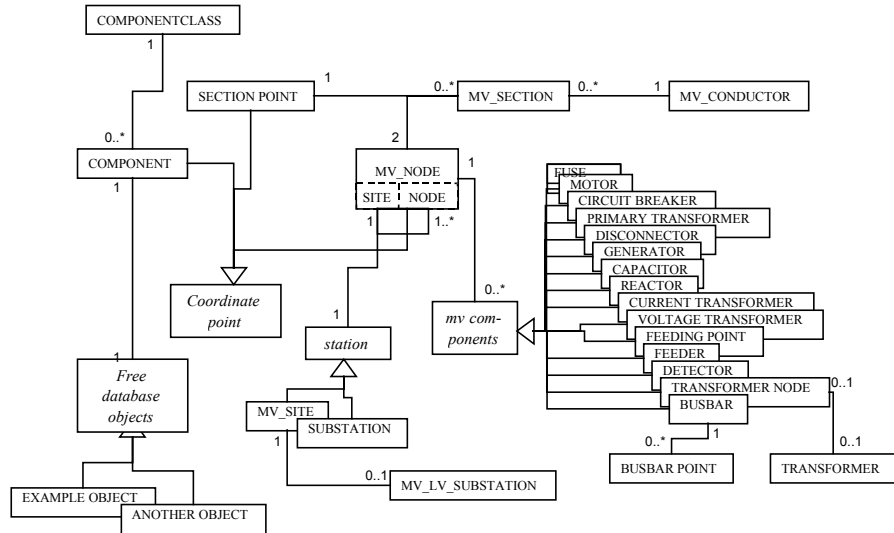 COMPONENTCLASS
1
1
0..*
0..*
1
SECTION POINT
MV_SECTION
MV_CONDUCTOR
0..*
2
COMPONENT
1
MV_NODE
1
SITE
NODE
1
1..*
FUSE
MOTOR
CIRCUIT BREAKER
PRIMARY TRANSFORMER
DISCONNECTOR
GENERATOR
CAPACITOR
REACTOR
CURRENT TRANSFORMER
VOLTAGE TRANSFORMER
FEEDING POINT
FEEDER
DETECTOR
TRANSFORMER NODE
BUSBAR
Coordinate
point
0..*
mv com-
ponents
1
station
1
Free
database
objects
0..1
MV_SITE
SUBSTATION
1
1
0..*
0..1
BUSBAR POINT
TRANSFORMER
0..1
MV_LV_SUBSTATION
EXAMPLE OBJECT
ANOTHER OBJECT